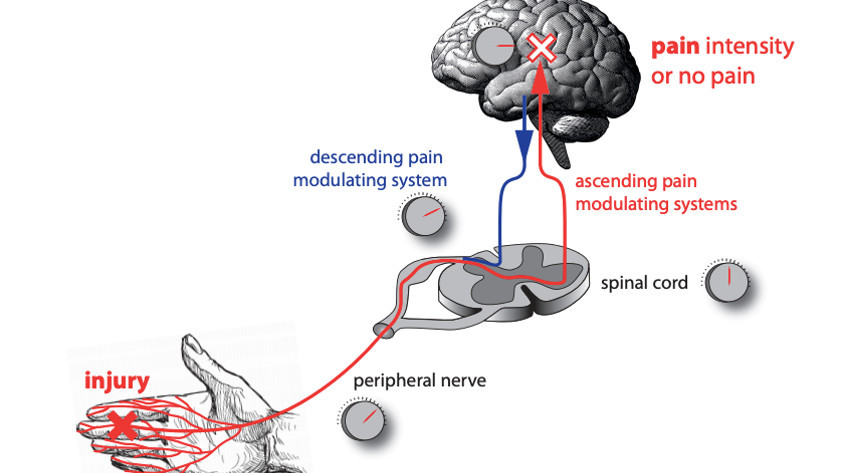 pain intensity
or no pain
descending pain
modulating system
ascending pain
modulating systems
spinal cord
injury
peripheral nerve